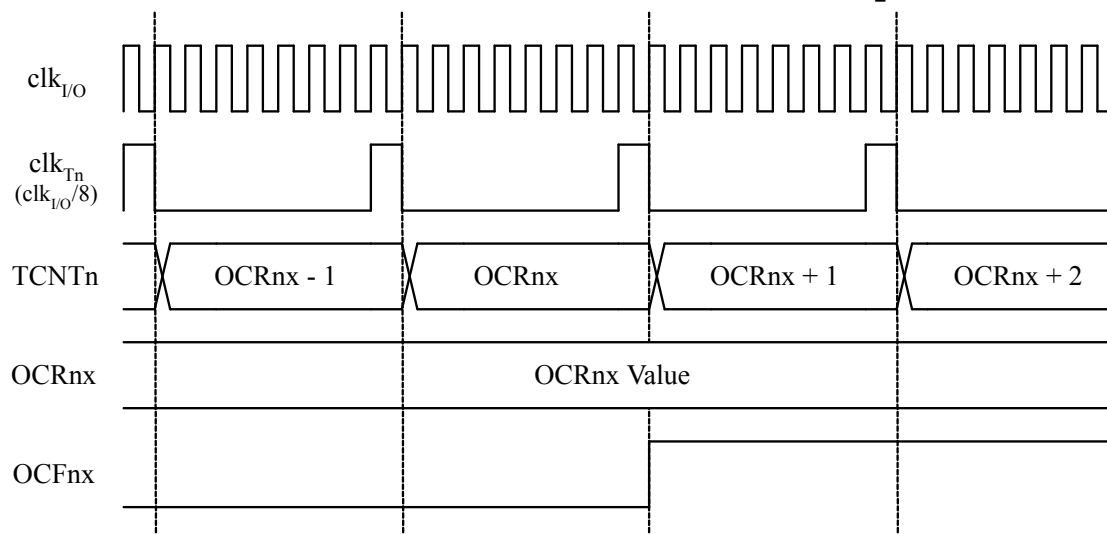 clkI/O
clkTn
(clkI/O/8)
TCNTn
OCRnx - 1
OCRnx
OCRnx + 1
OCRnx + 2
OCRnx
OCRnx Value
OCFnx